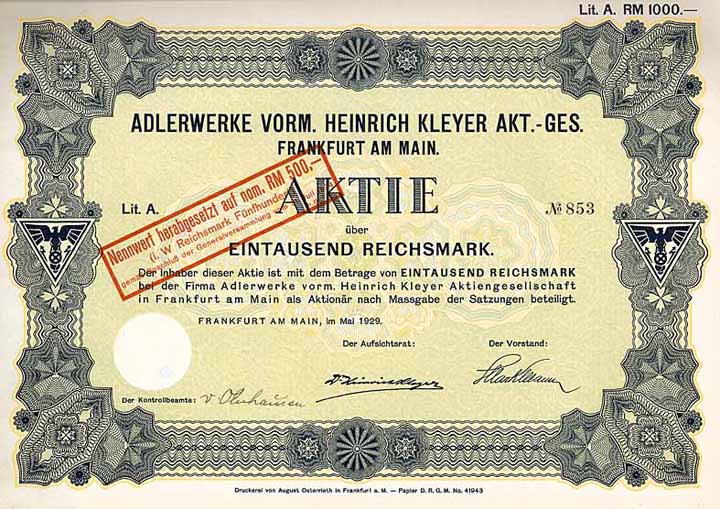 Lit. A. RM 1000.—
ADLERWERKE VORM. HEINRICH KLEYER AKT.-GES.
FRANKFURT AM MAIN.
Lit. A.
AKTIE
№ 853
über
EINTAUSEND REICHSMARK.
Nennwert herabgesetzt auf nom. RM 500,—
(i. W. Reichsmark Fünfhundert
gemäß Beschluß der Generalversammlung
Der Inhaber dieser Aktie ist mit dem Betrage von EINTAUSEND REICHSMARK
bei der Firma Adlerwerke vorm. Heinrich Kleyer Aktiengesellschaft
in Frankfurt am Main als Aktionär nach Massgabe der Satzungen beteiligt.
FRANKFURT AM MAIN, im Mai 1929.
Der Aufsichtsrat:
Der Vorstand:
Der Kontrollbeamte:
Druckerei von August Osterrieth in Frankfurt a. M. — Papier D. R. G. M. No. 41943